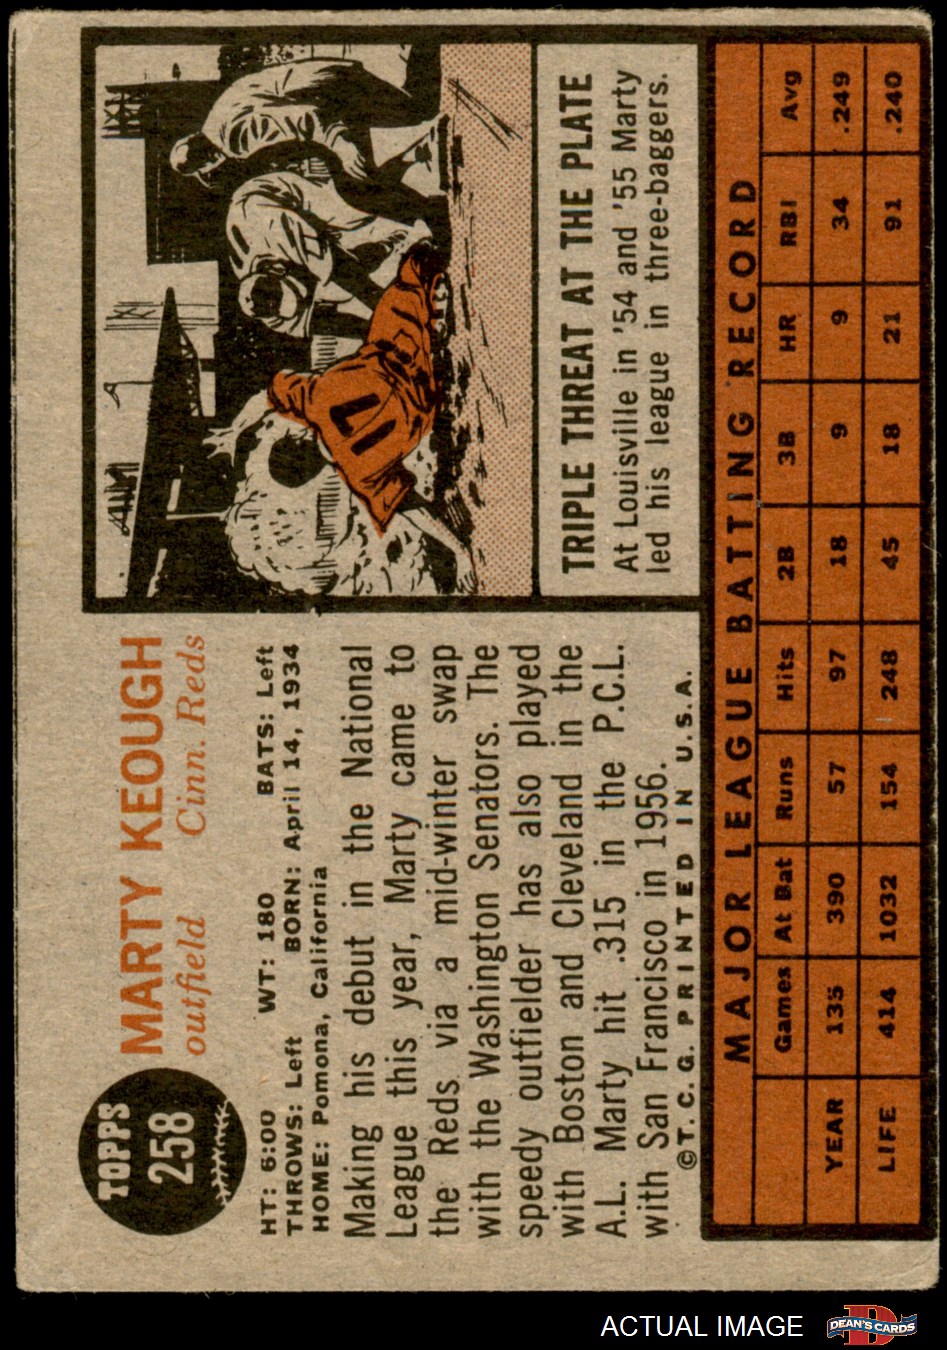 TOPPS
258
MARTY KEOUGH
outfield Cinn. Reds
HT: 6:00 WT: 180 BATS: Left
THROWS: Left BORN: April 14, 1934
HOME: Pomona, California
Making his debut in the National
League this year, Marty came to
the Reds via a mid-winter swap
with the Washington Senators. The
speedy outfielder has also played
with Boston and Cleveland in the
A.L. Marty hit .315 in the P.C.L.
with San Francisco in 1956.
©T.C.G. PRINTED IN U.S.A.
17
TRIPLE THREAT AT THE PLATE
At Louisville in '54 and '55 Marty
led his league in three-baggers.
MAJOR LEAGUE BATTING RECORD
Games At Bat Runs Hits 2B 3B HR RBI Avg
YEAR 135 390 57 97 18 9 9 34 .249
LIFE 414 1032 154 248 45 18 21 91 .240
ACTUAL IMAGE
D
DEAN'S CARDS